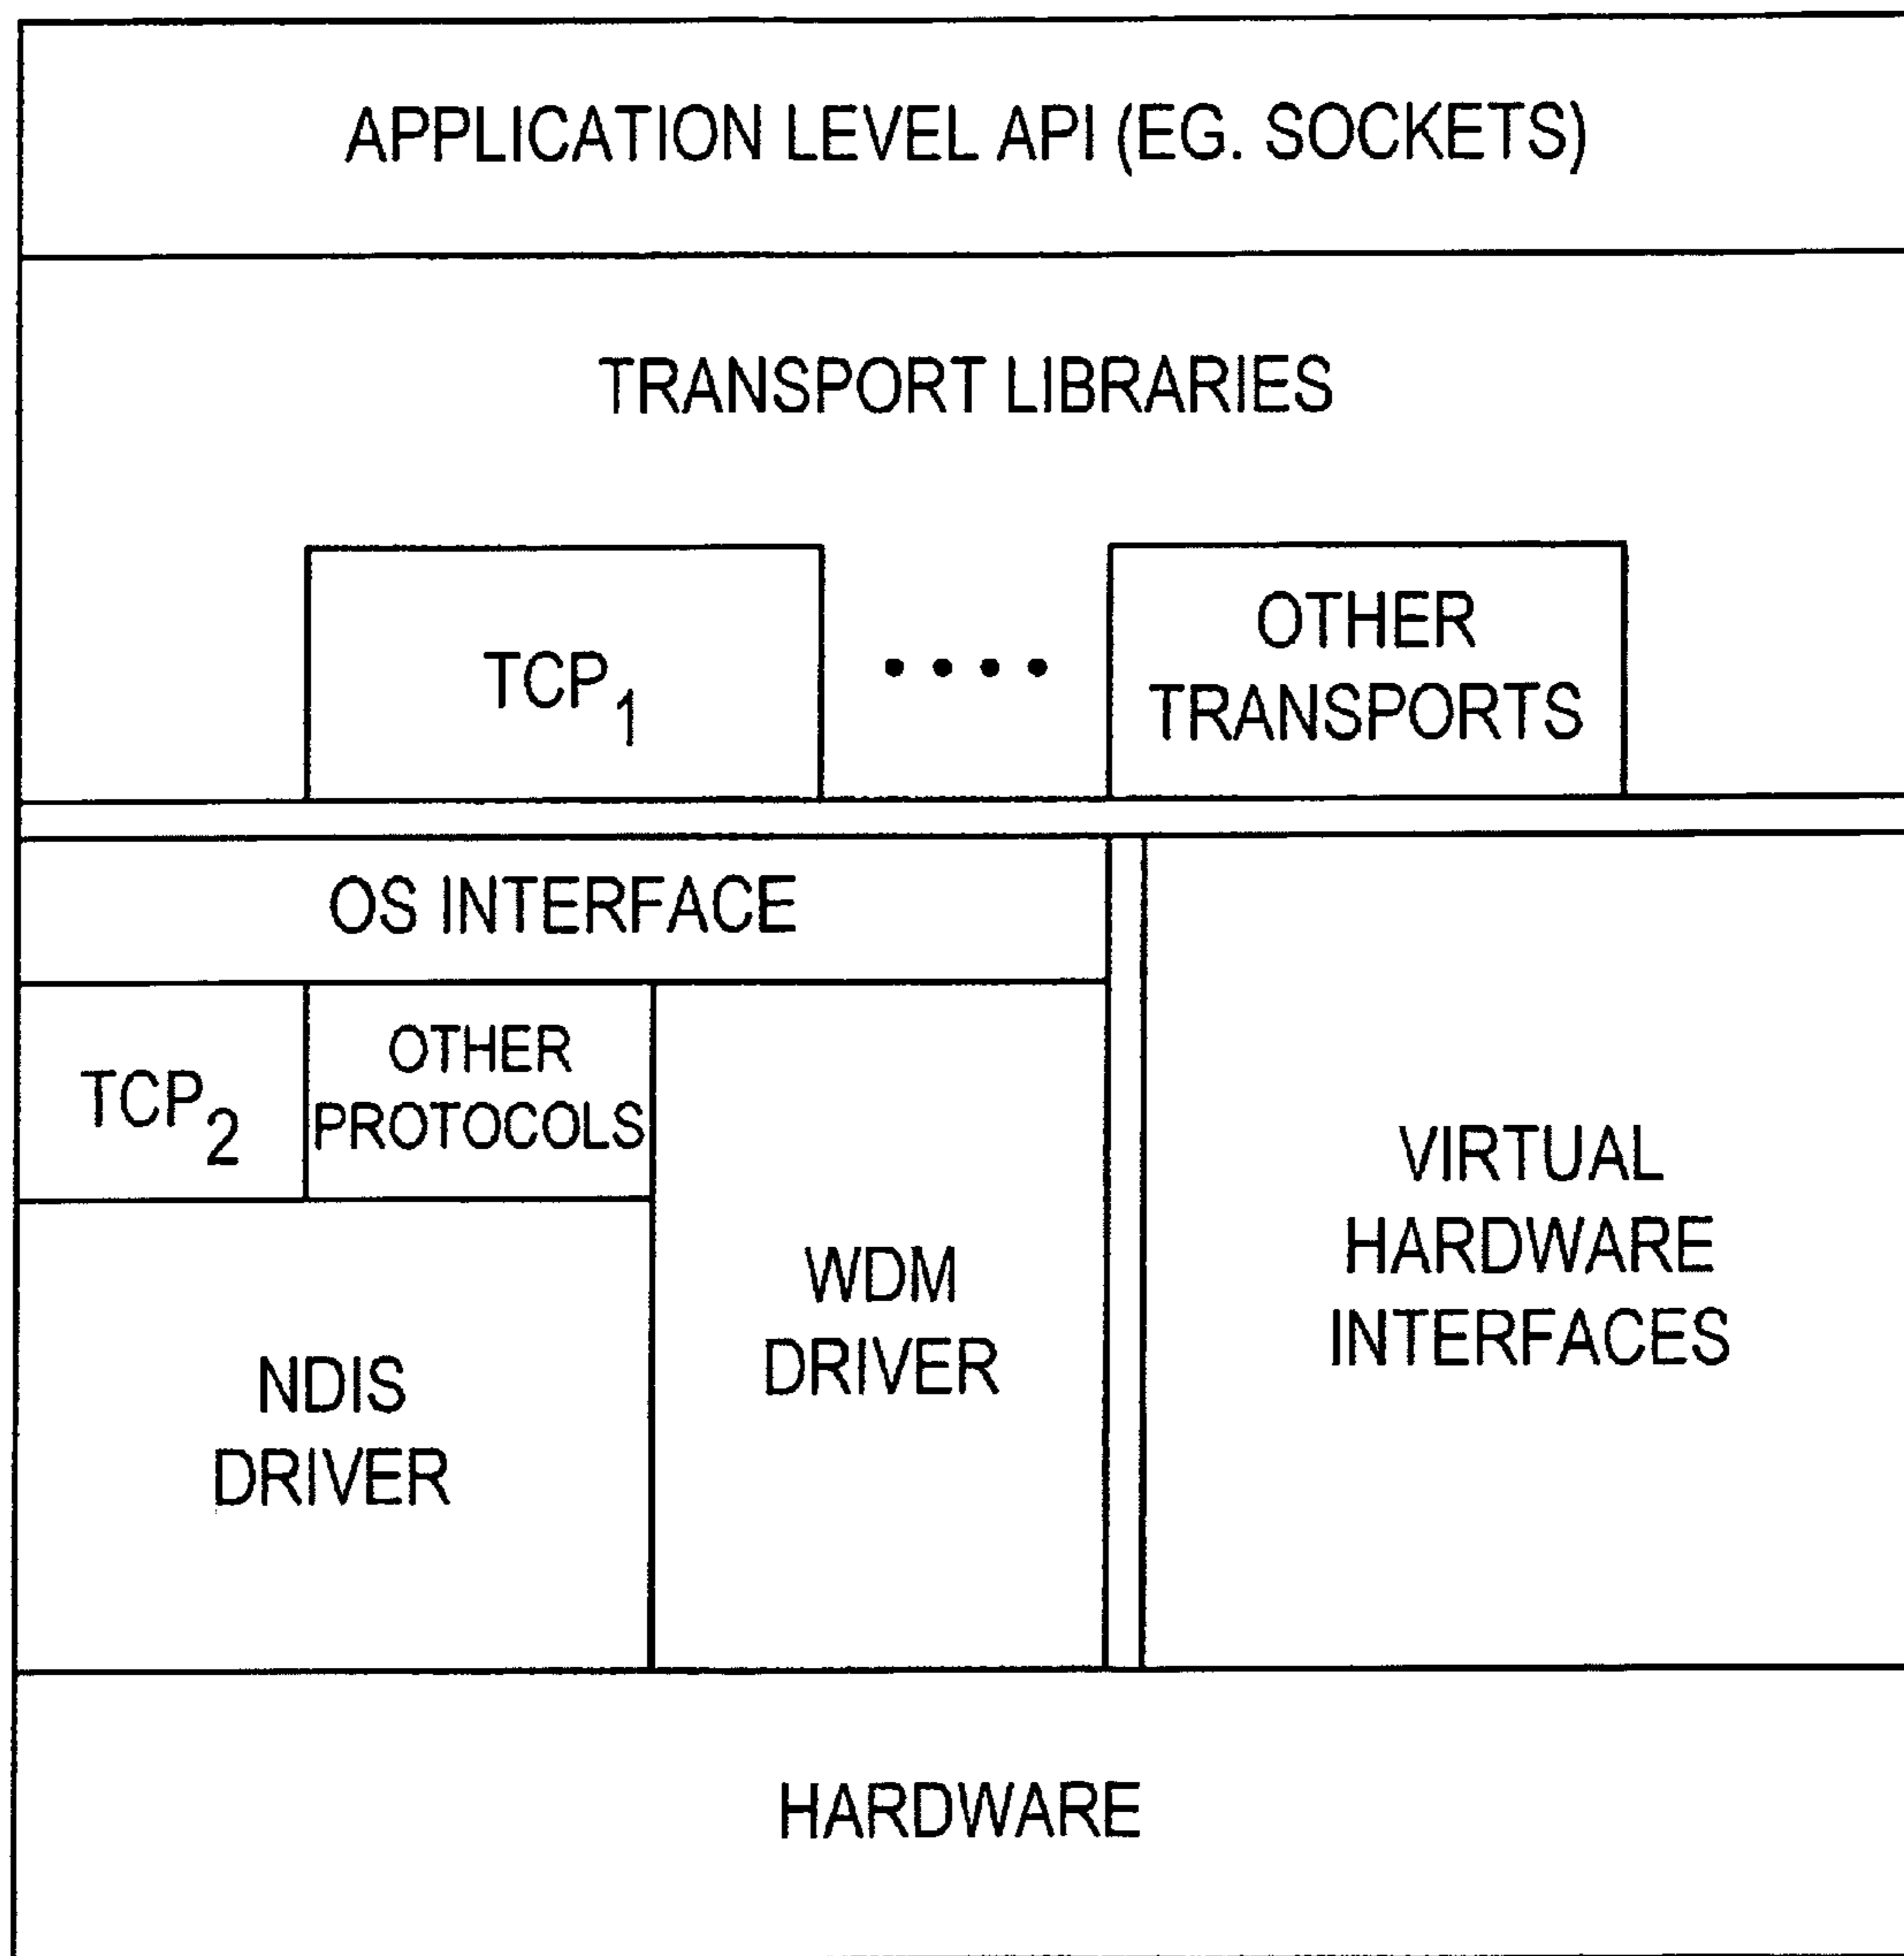 APPLICATION LEVEL API (EG. SOCKETS)
TRANSPORT LIBRARIES
TCP1
OTHER
TRANSPORTS
OS INTERFACE
TCP2
OTHER
PROTOCOLS
NDIS
DRIVER
WDM
DRIVER
VIRTUAL
HARDWARE
INTERFACES
HARDWARE